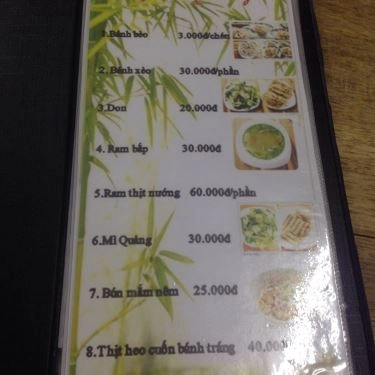 1.Bánh bèo 3.000đ/chén
2. Bánh xèo 30.000đ/phần
3.Don 20.000đ
4. Ram bắp 30.000đ
5.Ram thịt nướng 60.000đ/phần
6.Mì Quảng 30.000đ
7. Bún mắm nêm 25.000đ
8.Thịt heo cuốn bánh tráng 40.000